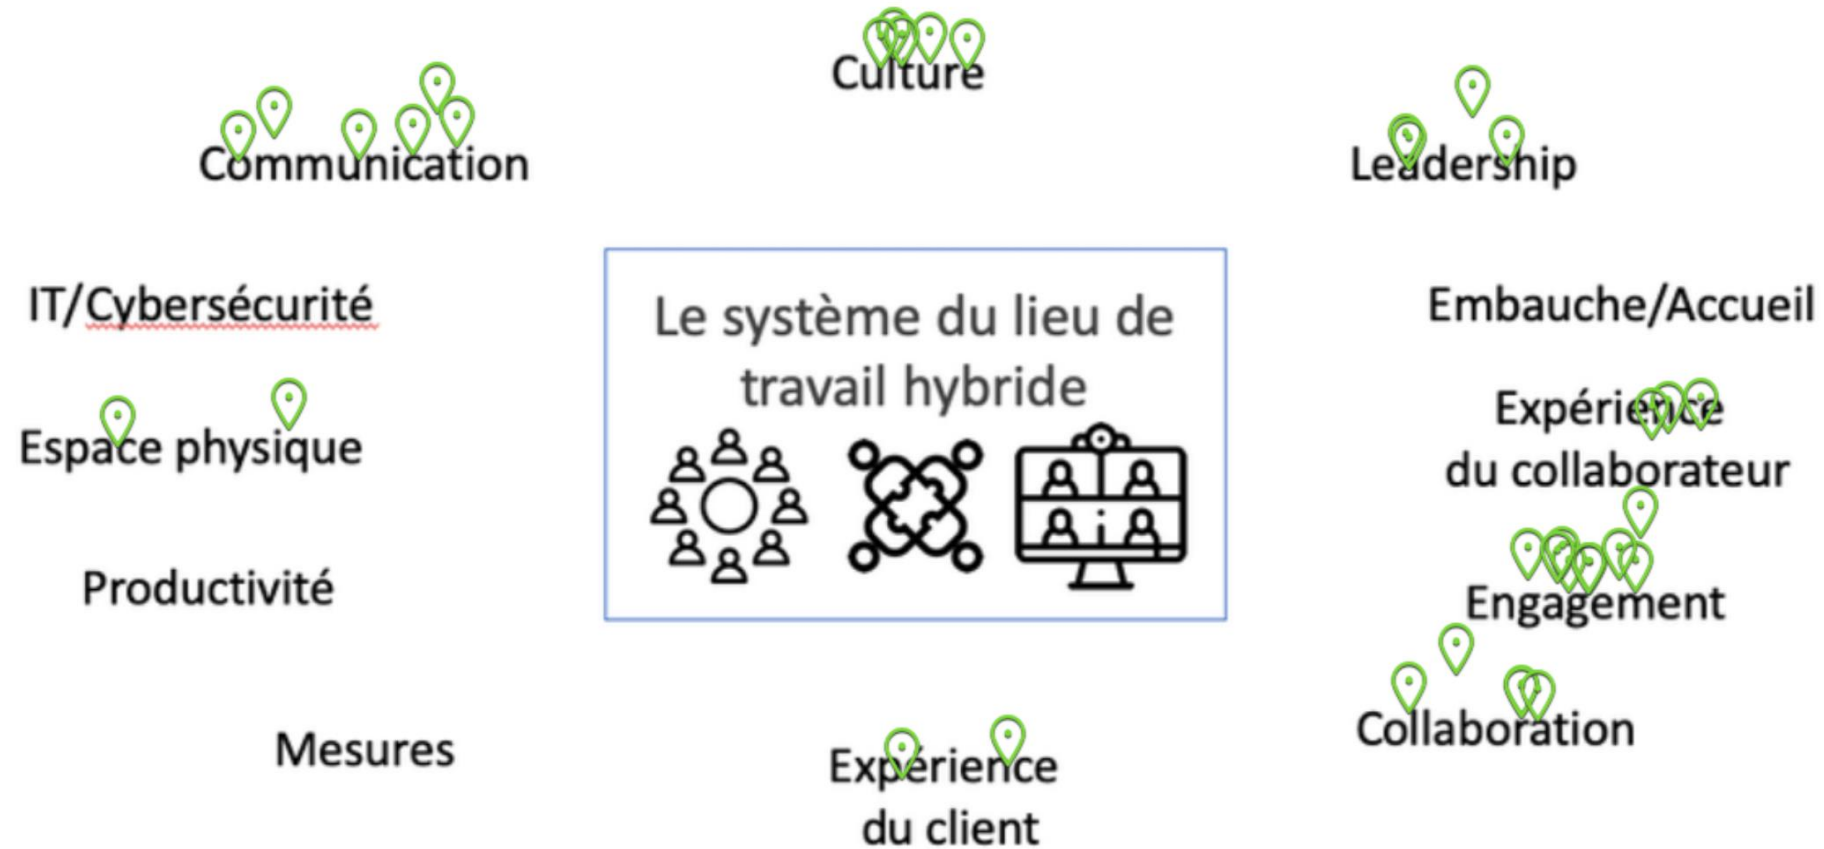 Culture
Communication
Leadership
IT/Cybersécurité
Le système du lieu de
travail hybride
Embauche/Accueil
Espace physique
Expérience
du collaborateur
Productivité
Engagement
Collaboration
Mesures
Expérience
du client